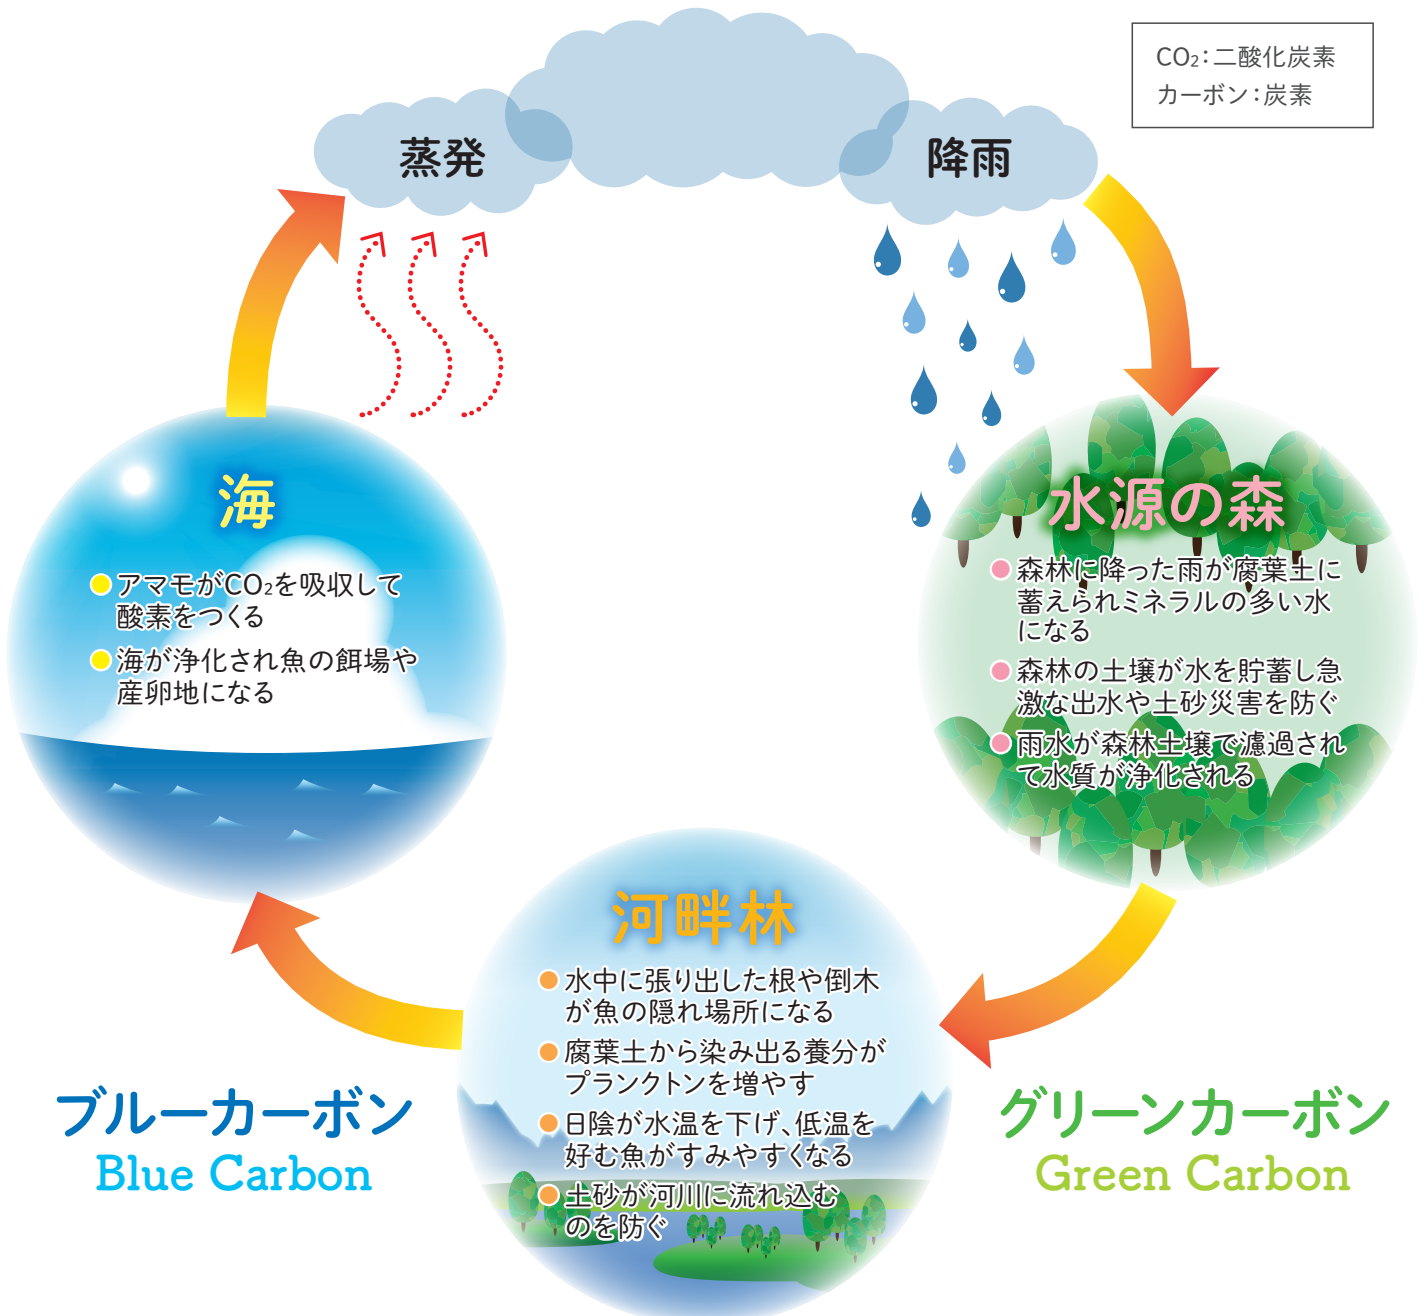 CO₂：二酸化炭素
カーボン：炭素
蒸発
降雨
海
アマモがCO₂を吸収して
酸素をつくる
海が浄化され魚の餌場や
産卵地になる
水源の森
森林に降った雨が腐葉土に
蓄えられミネラルの多い水
になる
森林の土壌が水を貯蓄し急
激な出水や土砂災害を防ぐ
雨水が森林土壌で濾過され
て水質が浄化される
河畔林
水中に張り出した根や倒木
が魚の隠れ場所になる
腐葉土から染み出る養分が
プランクトンを増やす
日陰が水温を下げ、低温を
好む魚がすみやすくなる
土砂が河川に流れ込む
のを防ぐ
ブルーカーボン
Blue Carbon
グリーンカーボン
Green Carbon